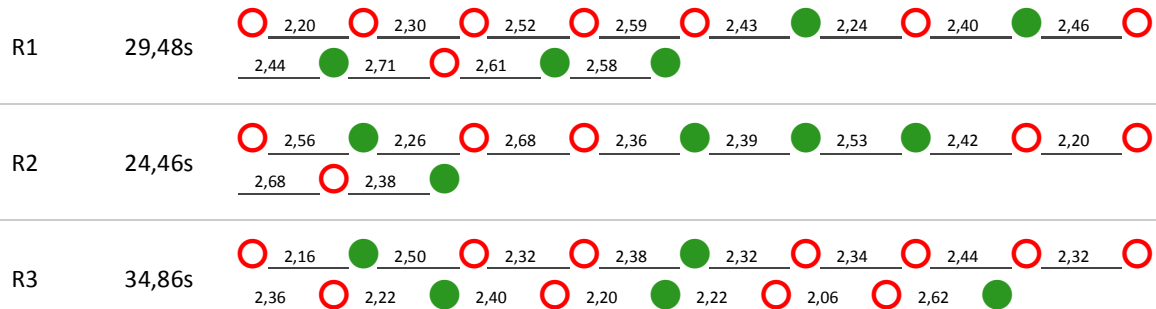 2,20 2,30 2,52 2,59 2,43 2,24 2,40 2,46
R1 29,48s
2,44 2,71 2,61 2,58
2,56 2,26 2,68 2,36 2,39 2,53 2,42 2,20
R2 24,46s
2,68 2,38
2,16 2,50 2,32 2,38 2,32 2,34 2,44 2,32
R3 34,86s
2,36 2,22 2,40 2,20 2,22 2,06 2,62